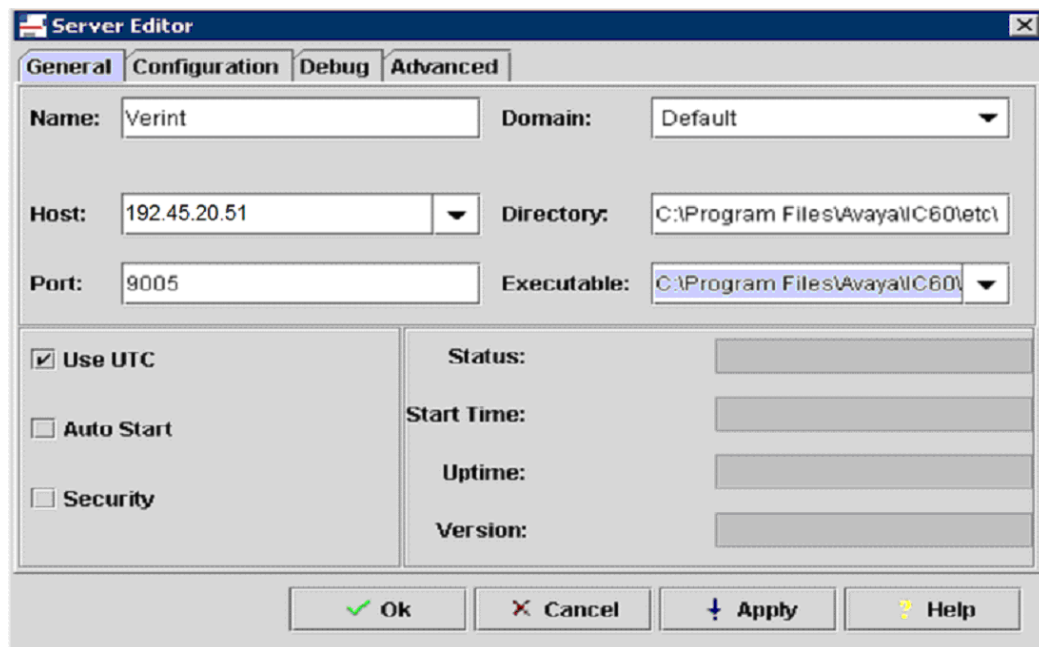 Server Editor
General Configuration Debug Advanced
Name: Verint Domain: Default
Host: 192.45.20.51 Directory: C:\Program Files\Avaya\IC60\etc\
Port: 9005 Executable: C:\Program Files\Avaya\IC60\
Use UTC Status:
Auto Start Start Time:
Uptime:
Security
Version:
Ok Cancel Apply Help